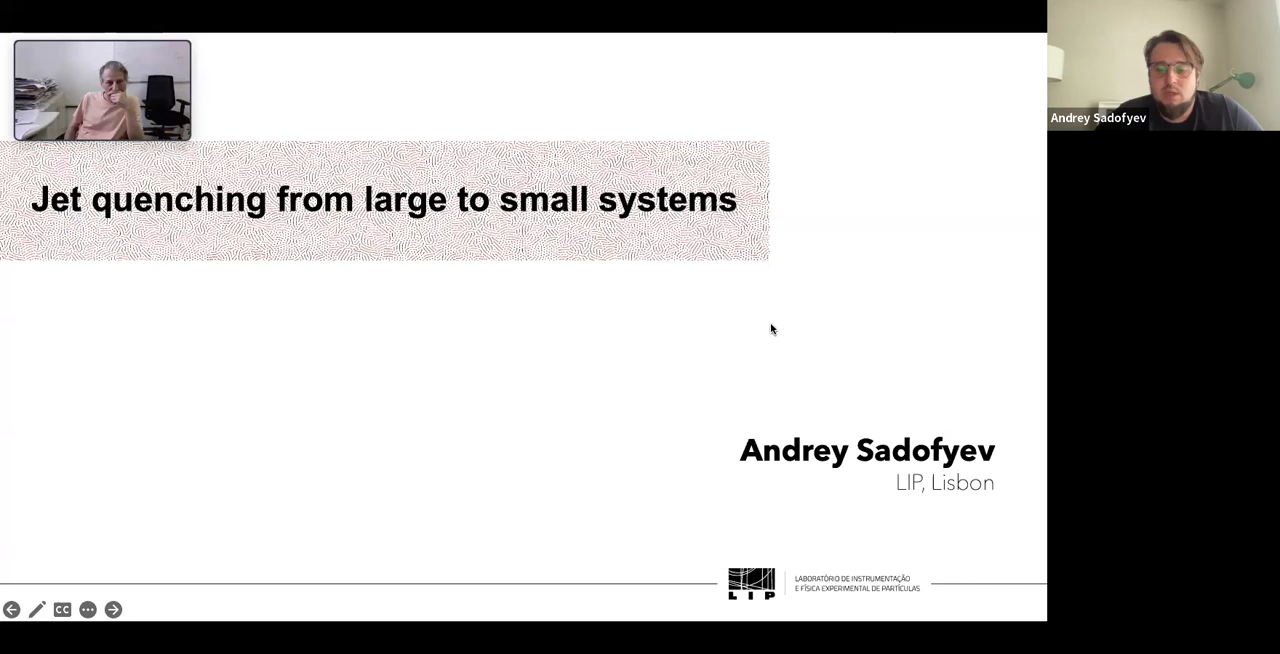 Andrey Sadofyev
Jet quenching from large to small systems
Andrey Sadofyev
LIP, Lisbon
LIP
LABORATÓRIO DE INSTRUMENTAÇÃO
E FÍSICA EXPERIMENTAL DE PARTÍCULAS
CC